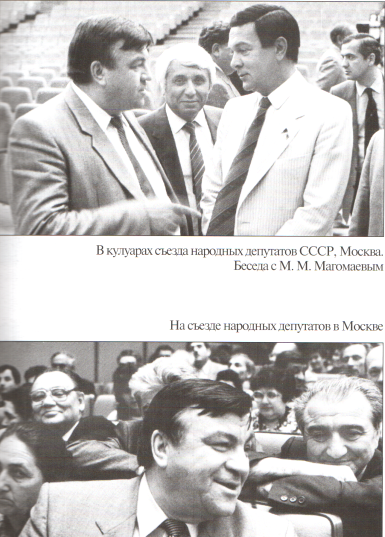 В кулуарах съезда народных депутатов СССР, Москва.
Беседа с М. М. Магомаевым
На съезде народных депутатов в Москве